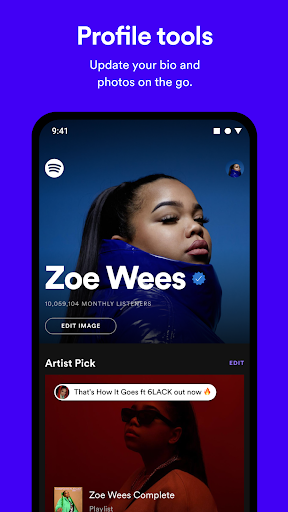 Profile tools
Update your bio and
photos on the go.
9:41
Zoe Wees
10,059,104 MONTHLY LISTENERS
EDIT IMAGE
Artist Pick
EDIT
That's How It Goes ft 6LACK out now 🔥
Zoe Wees Complete
Playlist